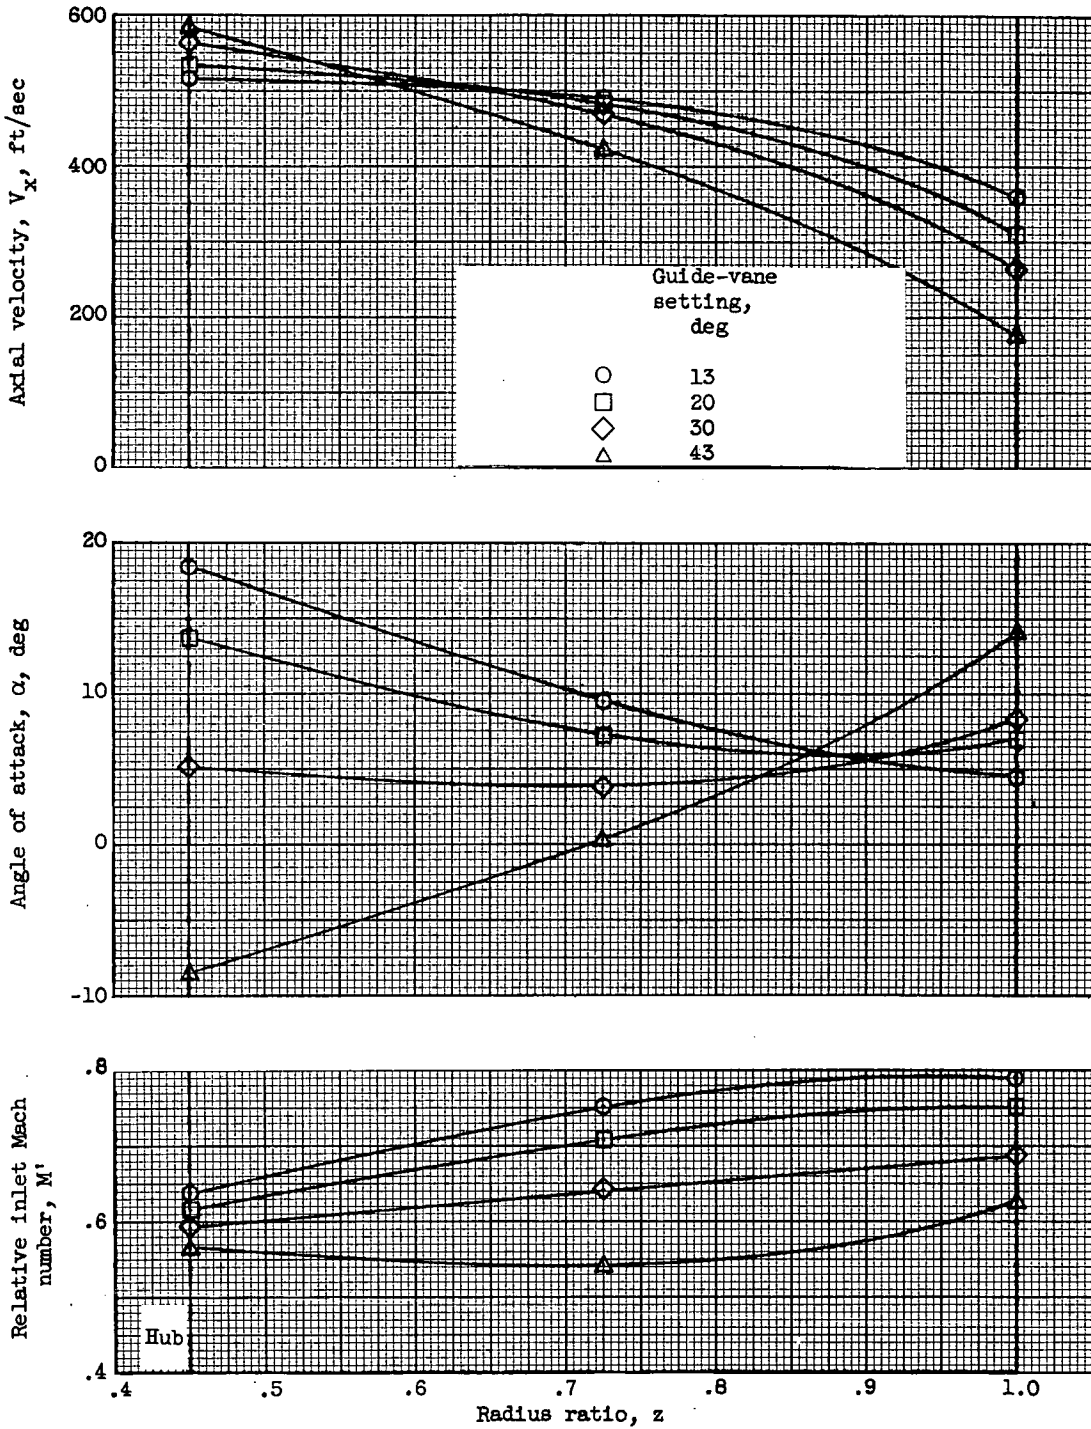 600
400
200
0
Axial velocity, Vx, ft/sec
Guide-vane
setting,
deg
13
20
30
43
20
10
0
-10
Angle of attack, α, deg
.8
.6
.4
Relative inlet Mach
number, M'
Hub
.4 .5 .6 .7 .8 .9 1.0
Radius ratio, z